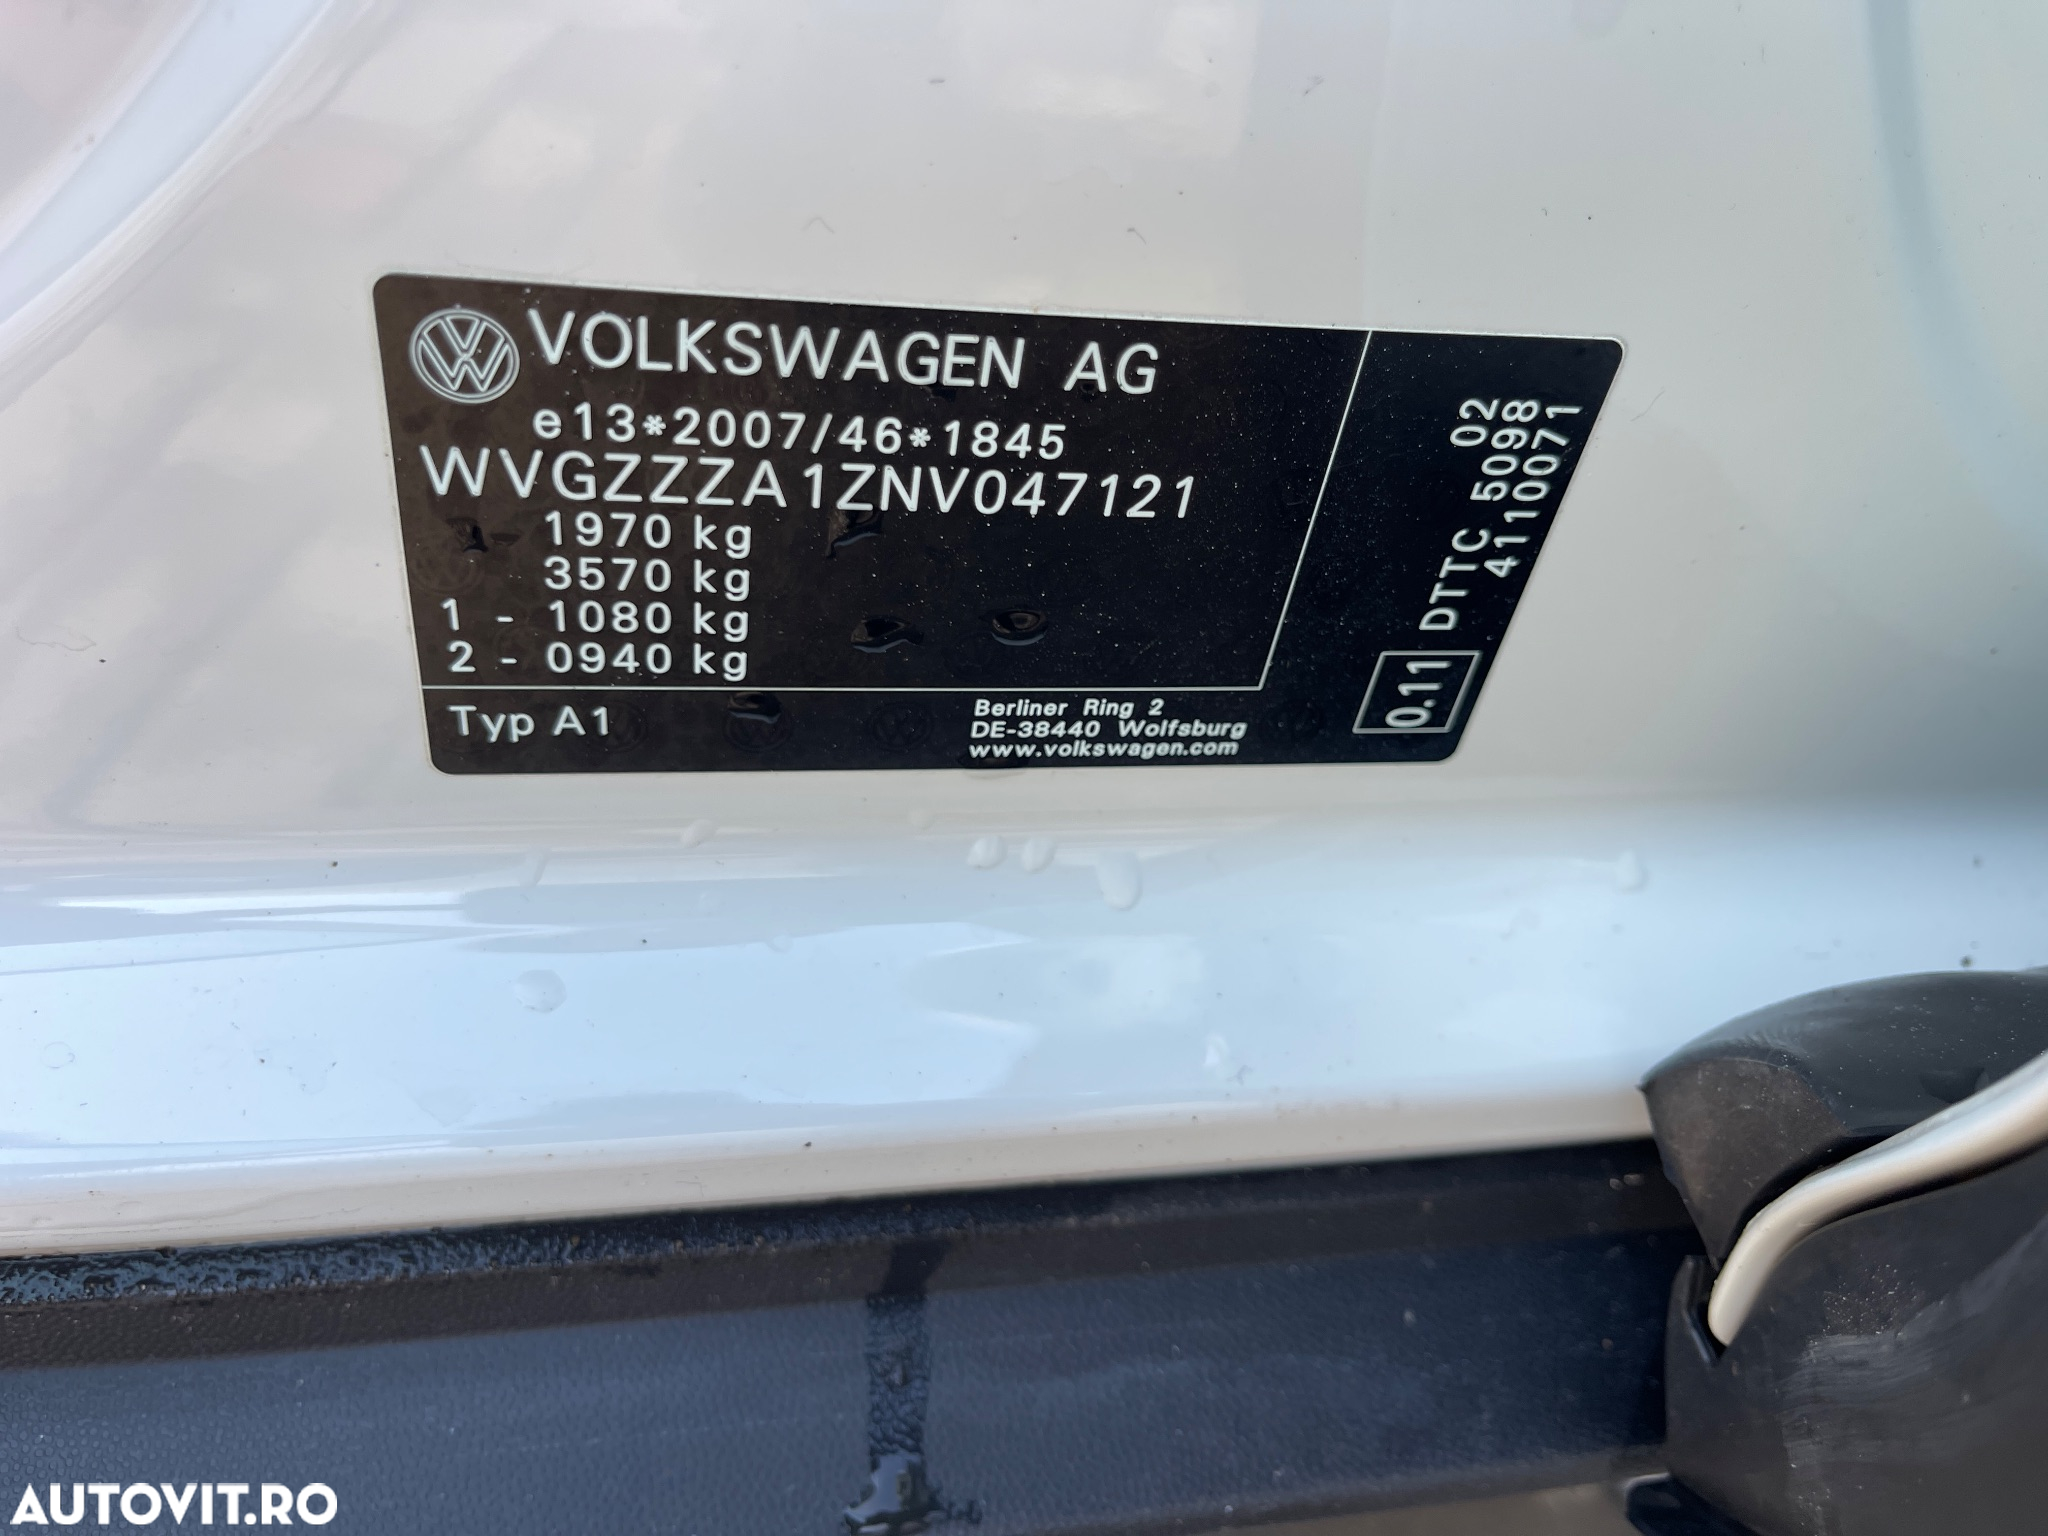 VOLKSWAGEN AG
e13*2007/46*1845
WVGZZZA1ZNV047121
1970 kg
3570 kg
1 - 1080 kg
2 - 0940 kg
Typ A1
Berliner Ring 2
DE-38440 Wolfsburg
www.volkswagen.com
0.11
DTTC 5098 02
4110071
AUTOVIT.RO